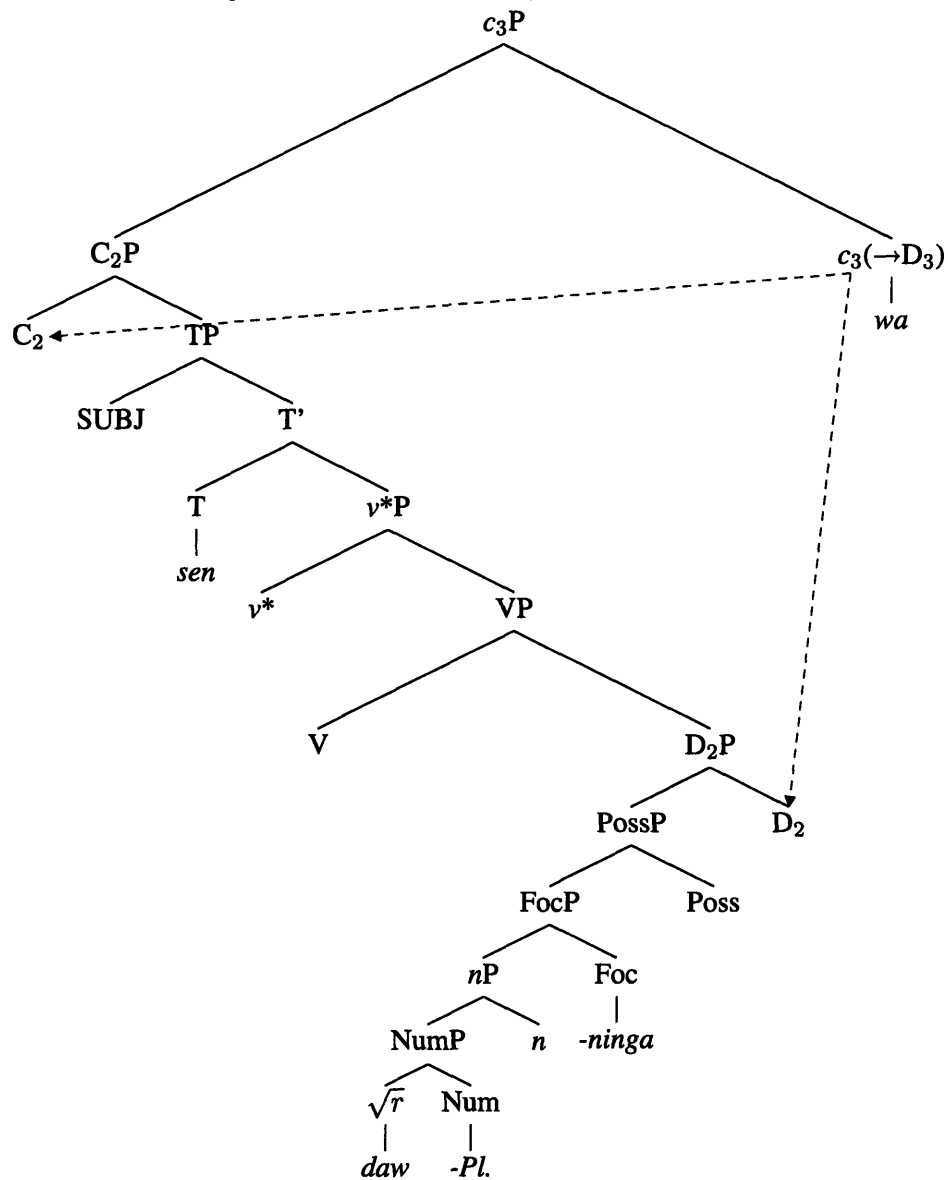 c₃P
C₂P c₃(→D₃)
wa
C₂ TP
SUBJ T’
T v*P
sen
v* VP
V D₂P
PossP D₂
FocP Poss
nP Foc
NumP n -ninga
√r Num
daw -Pl.